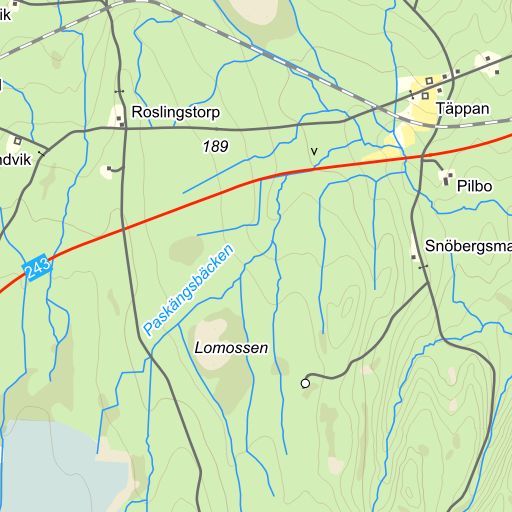 Roslingstorp
Täppan
189
v
Pilbo
Snöbergsma
243
Paskängsbäcken
Lomossen